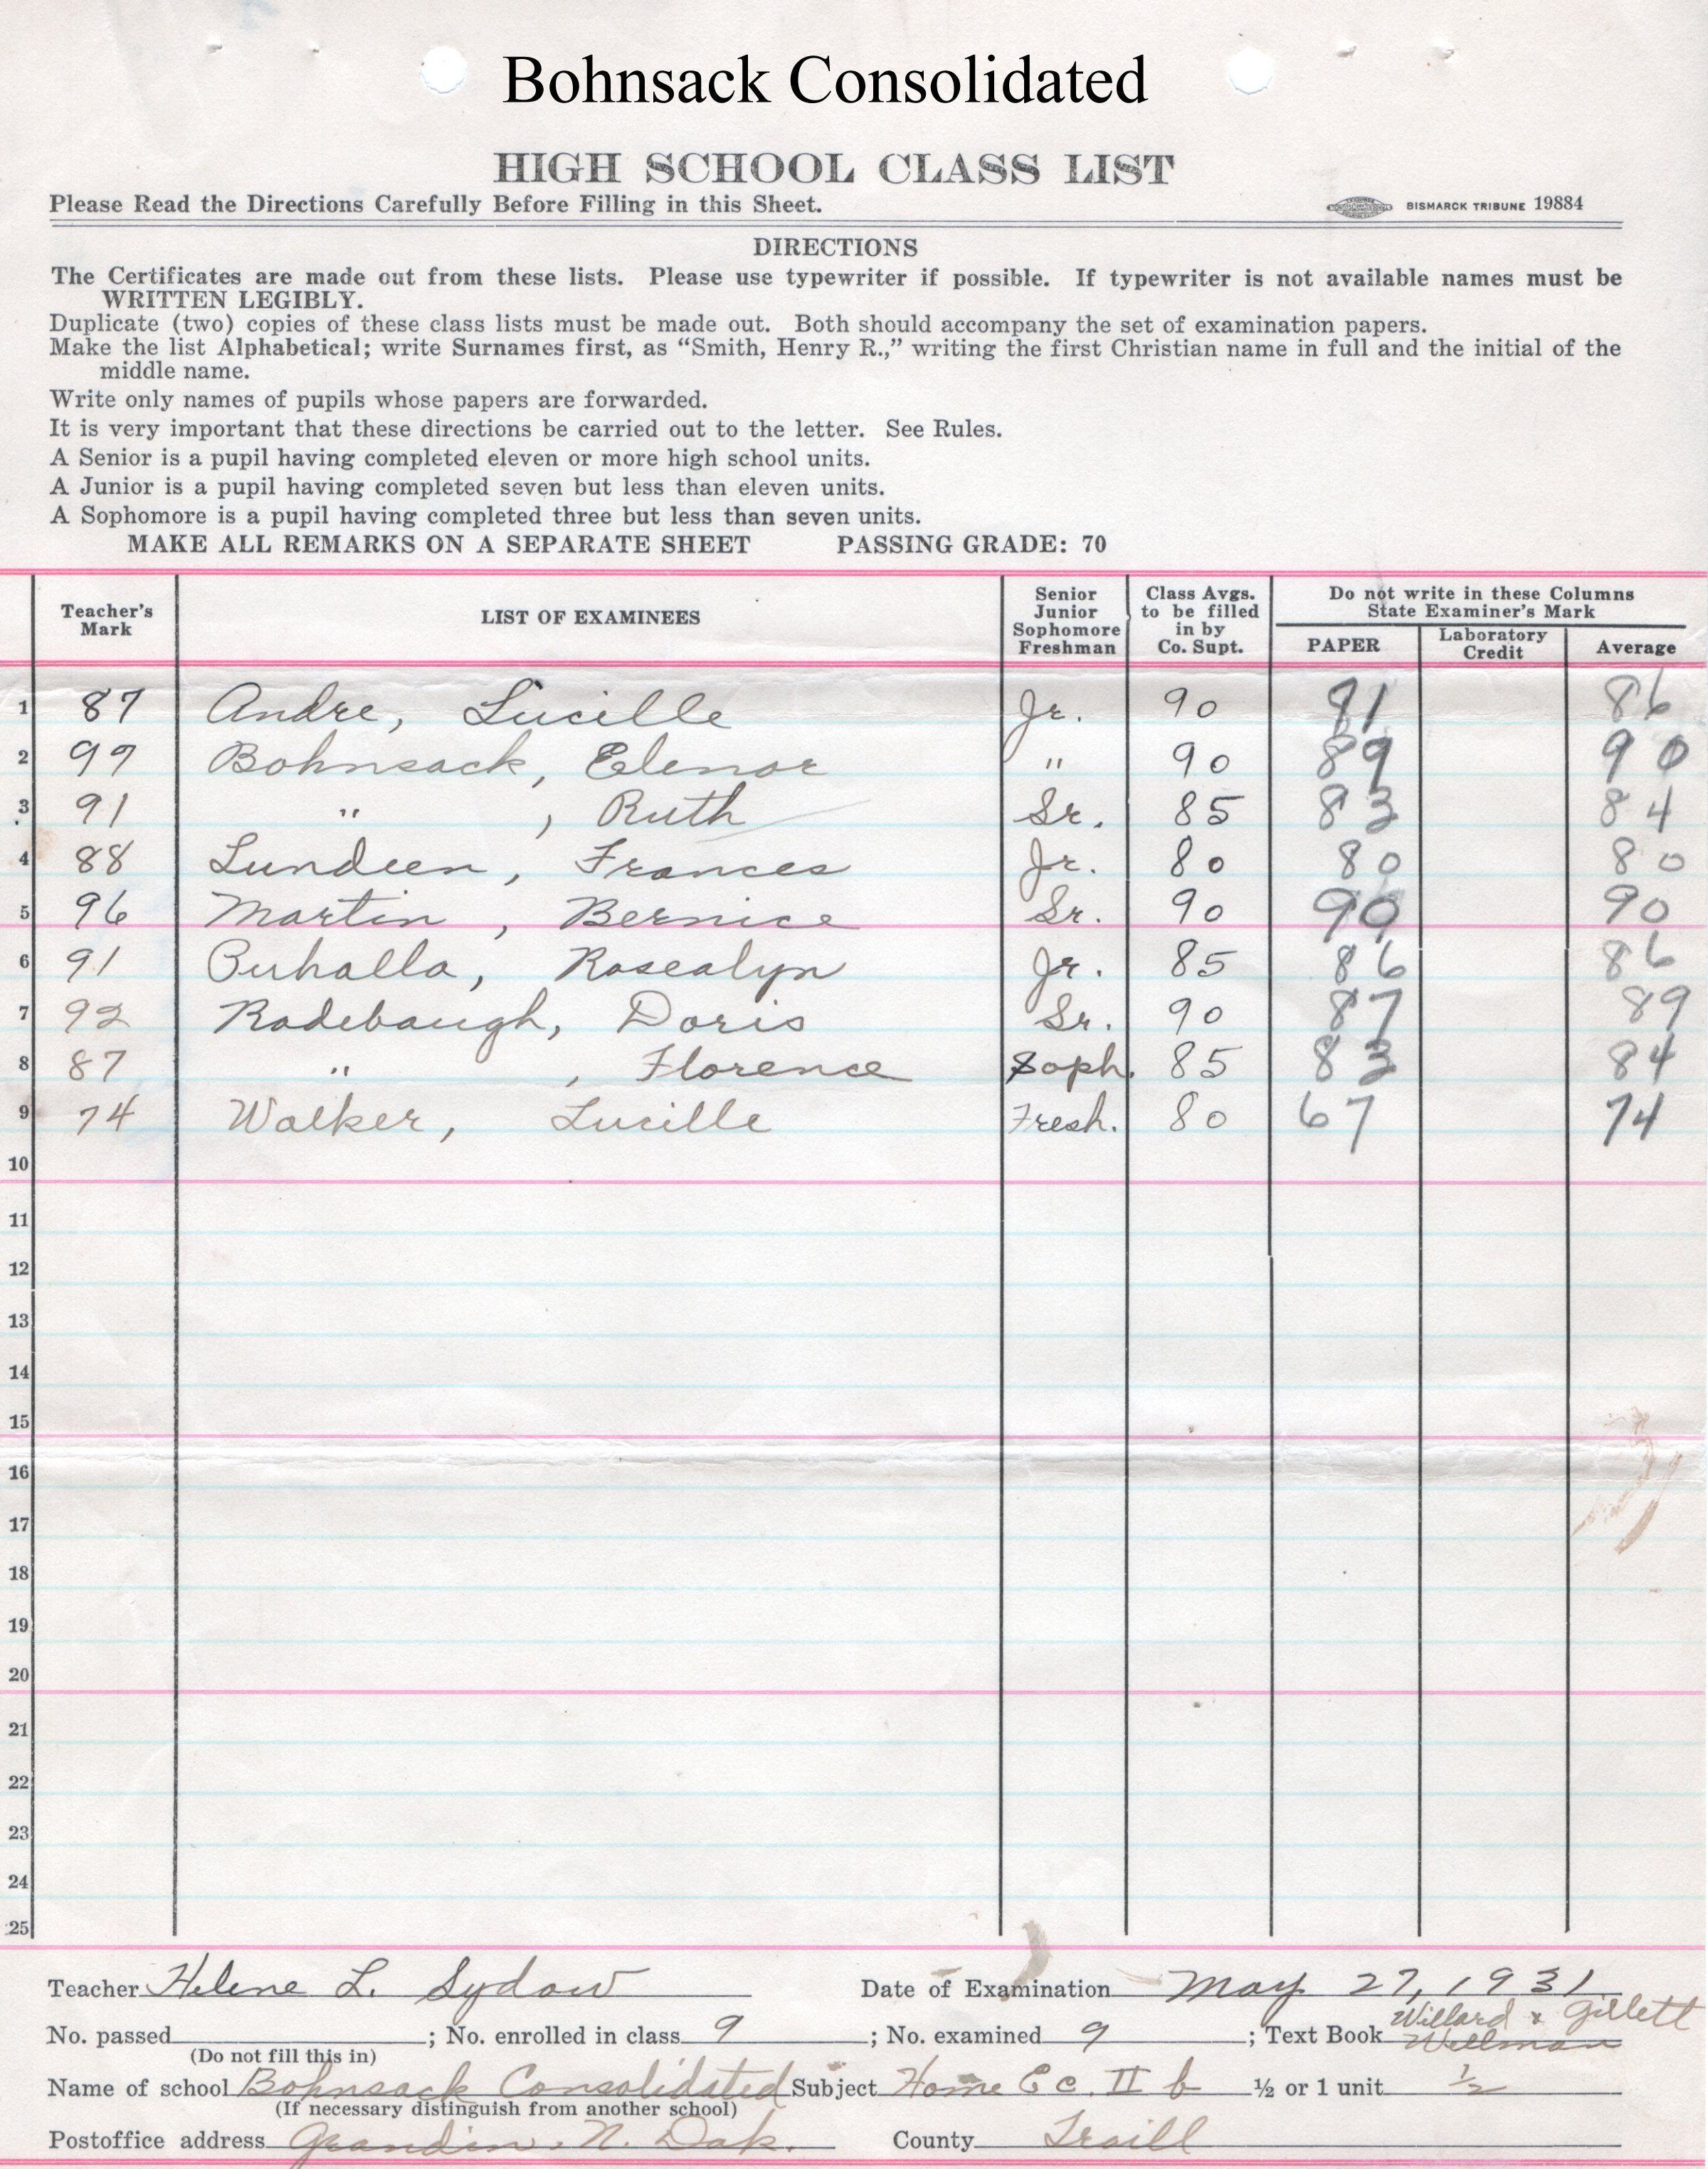 Bohnsack Consolidated
HIGH SCHOOL CLASS LIST
Please Read the Directions Carefully Before Filling in this Sheet. BISMARCK TRIBUNE 19884
DIRECTIONS
The Certificates are made out from these lists. Please use typewriter if possible. If typewriter is not available names must be
WRITTEN LEGIBLY.
Duplicate (two) copies of these class lists must be made out. Both should accompany the set of examination papers.
Make the list Alphabetical; write Surnames first, as “Smith, Henry R.,” writing the first Christian name in full and the initial of the
middle name.
Write only names of pupils whose papers are forwarded.
It is very important that these directions be carried out to the letter. See Rules.
A Senior is a pupil having completed eleven or more high school units.
A Junior is a pupil having completed seven but less than eleven units.
A Sophomore is a pupil having completed three but less than seven units.
MAKE ALL REMARKS ON A SEPARATE SHEET PASSING GRADE: 70
Teacher's Mark LIST OF EXAMINEES Senior Junior Sophomore Freshman Class Avgs. to be filled in by Co. Supt. Do not write in these Columns State Examiner's Mark PAPER Laboratory Credit Average
1 87 Andre, Lucille Jr. 90 81 86
2 99 Bohnsack, Elenor " 90 89 90
3 91 " , Ruth Sr. 85 83 84
4 88 Lundeen, Frances Jr. 80 80 80
5 96 Martin, Bernice Sr. 90 90 90
6 91 Puhalla, Rosealyn Jr. 85 86 86
7 92 Radebaugh, Doris Sr. 90 87 89
8 87 " , Florence Soph. 85 83 84
9 74 Walker, Lucille Fresh. 80 67 74
10
11
12
13
14
15
16
17
18
19
20
21
22
23
24
25
Teacher Helene L. Sydow Date of Examination May 27, 1931
Willard & Gillett
No. passed ; No. enrolled in class 9 ; No. examined 9 ; Text Book Wellman
(Do not fill this in)
Name of school Bohnsack Consolidated Subject Home Ec. II b ½ or 1 unit ½
(If necessary distinguish from another school)
Postoffice address Grandin, N. Dak. County Traill